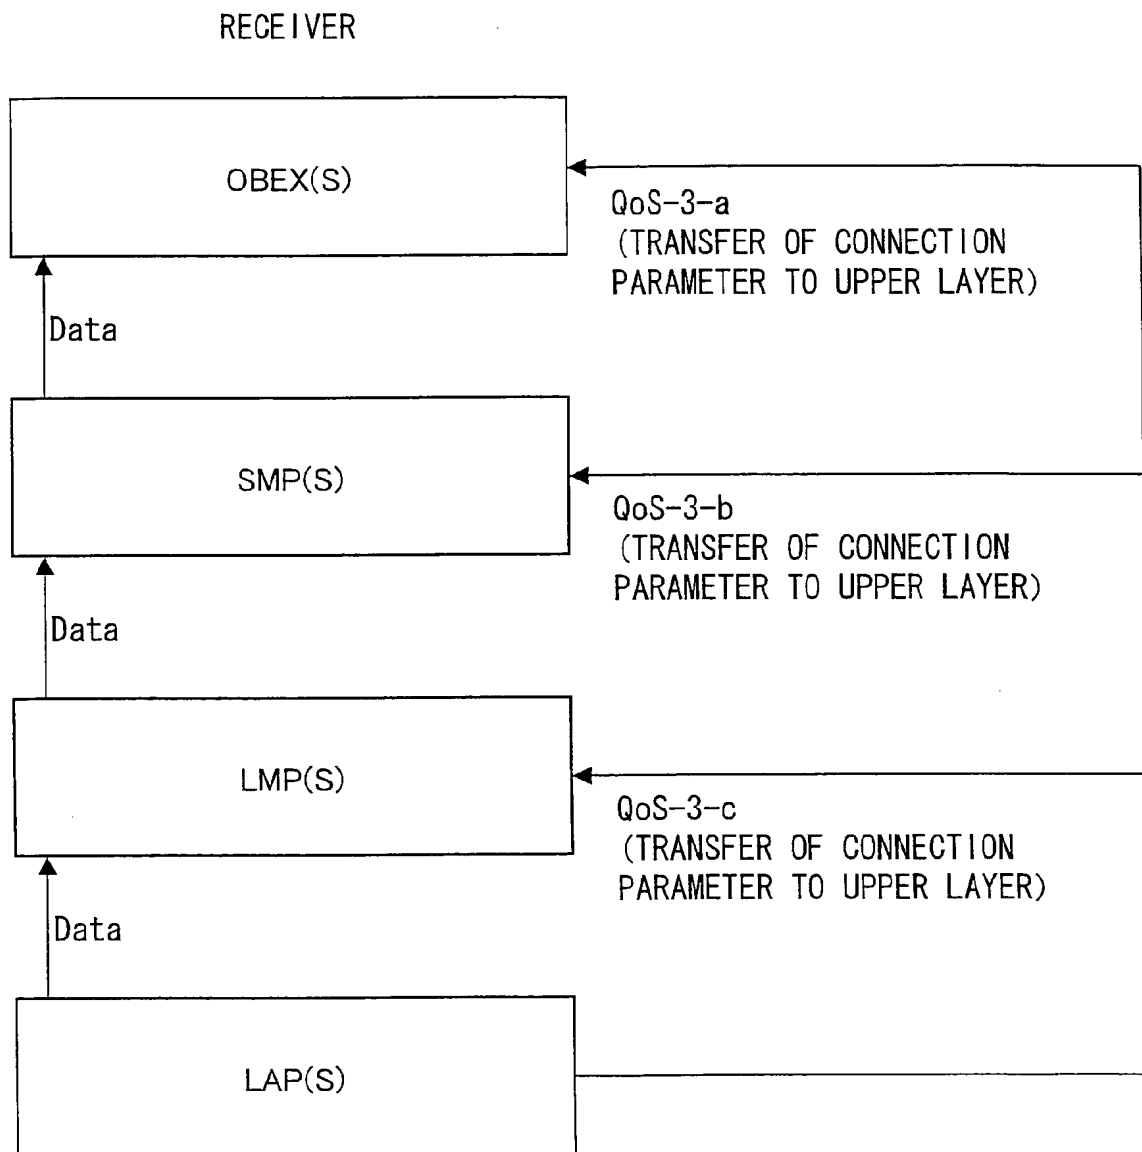 RECEIVER
OBEX(S)
QoS-3-a
(TRANSFER OF CONNECTION
PARAMETER TO UPPER LAYER)
Data
SMP(S)
QoS-3-b
(TRANSFER OF CONNECTION
PARAMETER TO UPPER LAYER)
Data
LMP(S)
QoS-3-c
(TRANSFER OF CONNECTION
PARAMETER TO UPPER LAYER)
Data
LAP(S)